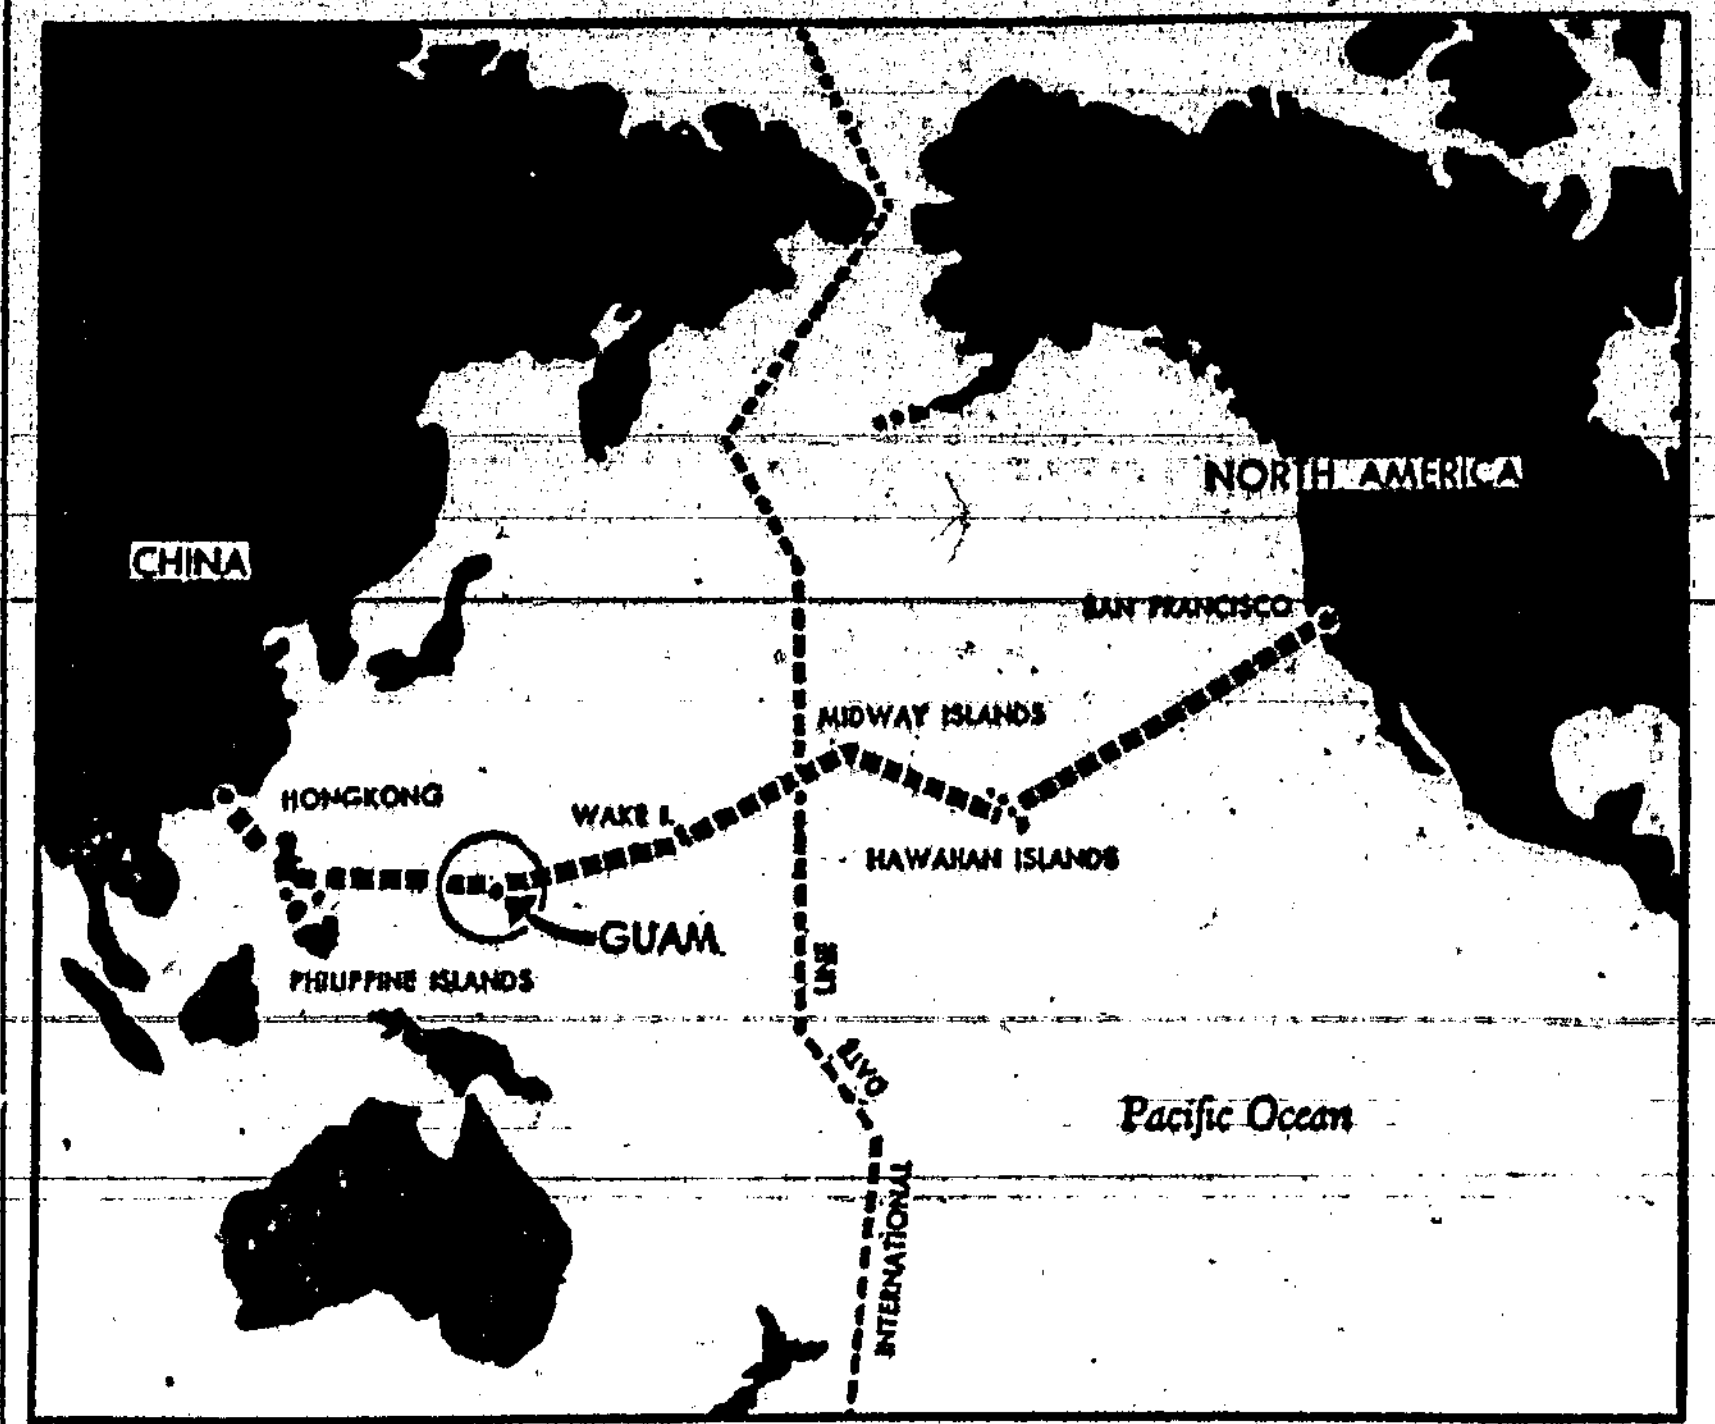 NORTH AMERICA
CHINA
SAN FRANCISCO
MIDWAY ISLANDS
HONGKONG
WAKE I.
HAWAIIAN ISLANDS
GUAM
PHILIPPINE ISLANDS
LINE
DATE
Pacific Ocean
INTERNATIONAL